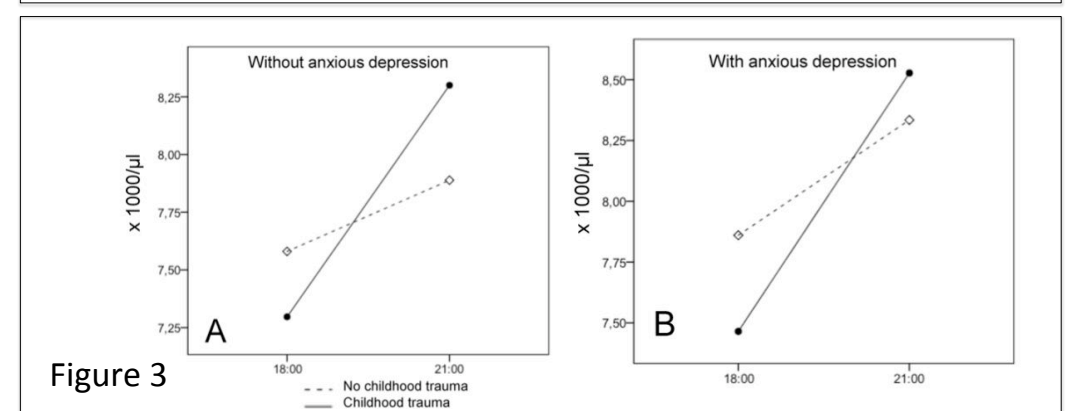 Without anxious depression
8,25
8,00
7,75
7,50
7,25
x 1000/µl
A
18:00
21:00
With anxious depression
8,50
8,25
8,00
7,75
7,50
x 1000/µl
B
18:00
21:00
No childhood trauma
Childhood trauma
Figure 3